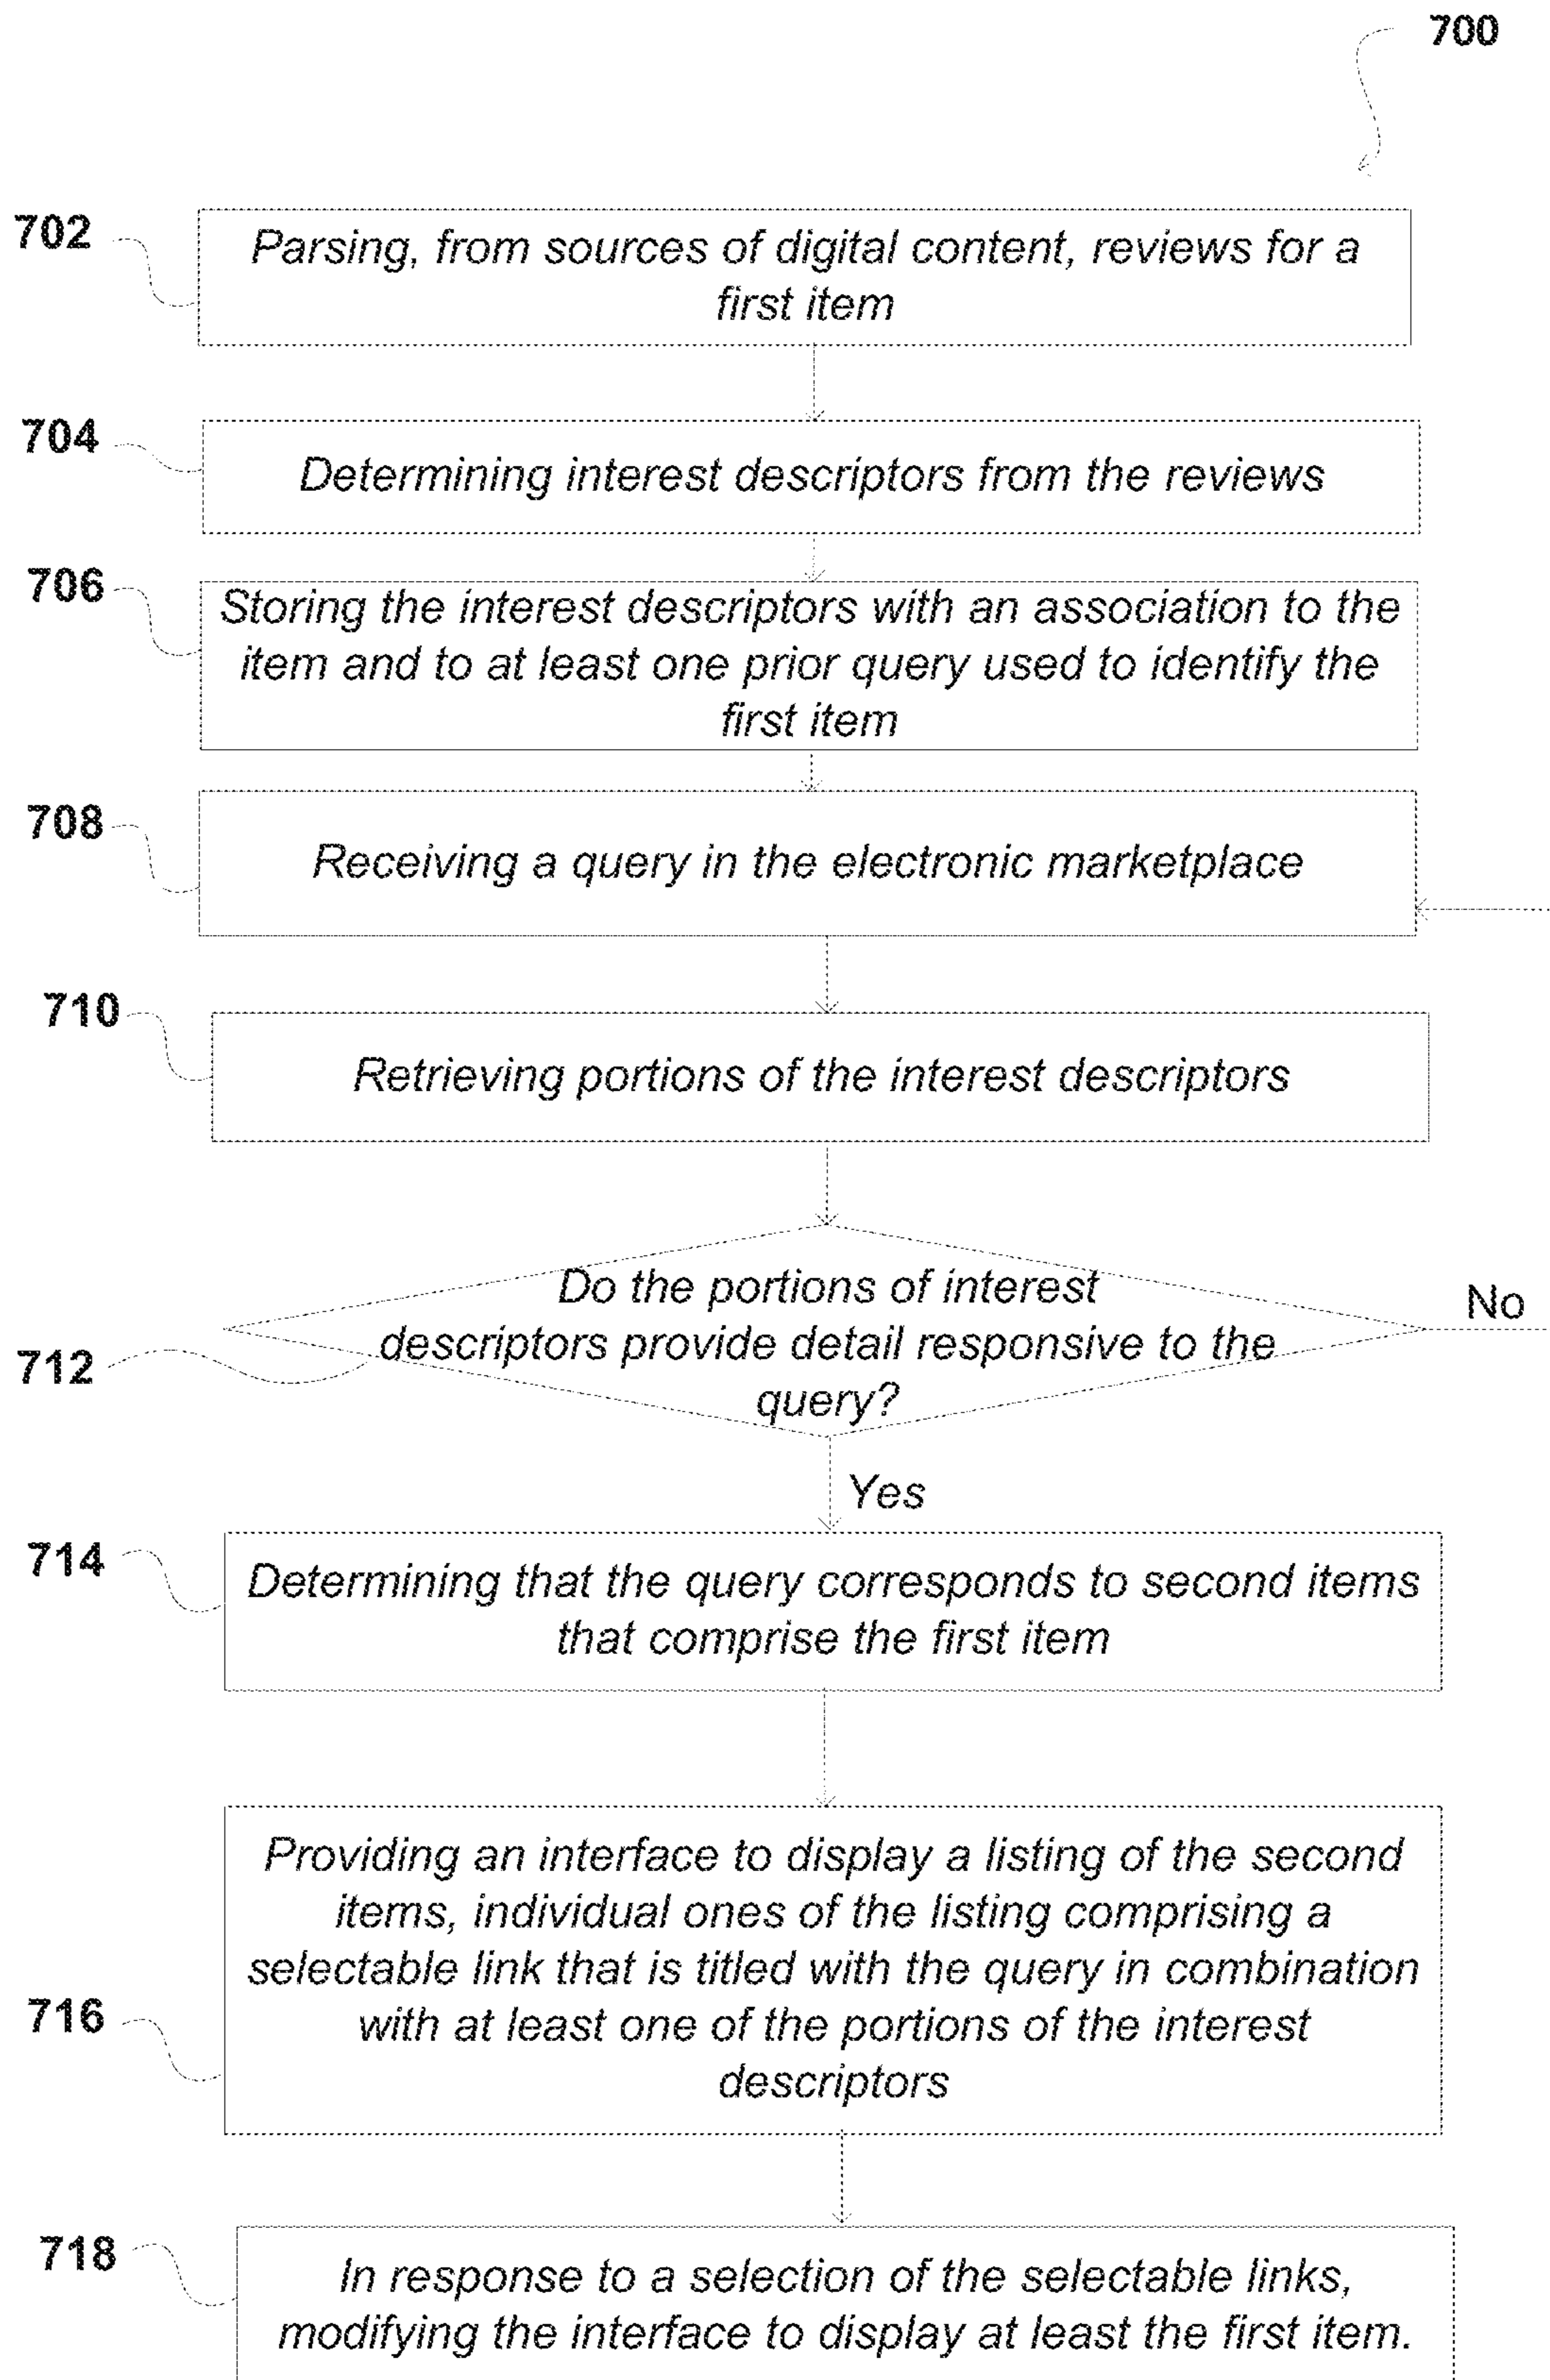 700
702
Parsing, from sources of digital content, reviews for a
first item
704
Determining interest descriptors from the reviews
706
Storing the interest descriptors with an association to the
item and to at least one prior query used to identify the
first item
708
Receiving a query in the electronic marketplace
710
Retrieving portions of the interest descriptors
Do the portions of interest
No
descriptors provide detail responsive to the
712
query?
Yes
714
Determining that the query corresponds to second items
that comprise the first item
Providing an interface to display a listing of the second
items, individual ones of the listing comprising a
selectable link that is titled with the query in combination
716
with at least one of the portions of the interest
descriptors
718
In response to a selection of the selectable links,
modifying the interface to display at least the first item.